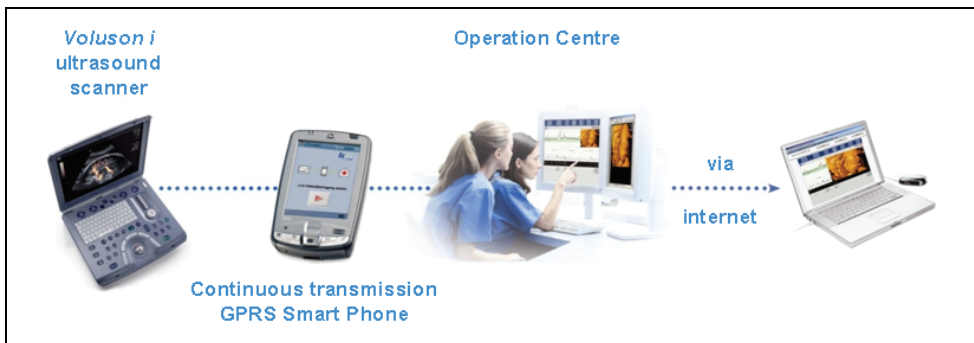 Voluson i
ultrasound
scanner
Operation Centre
via
internet
Continuous transmission
GPRS Smart Phone